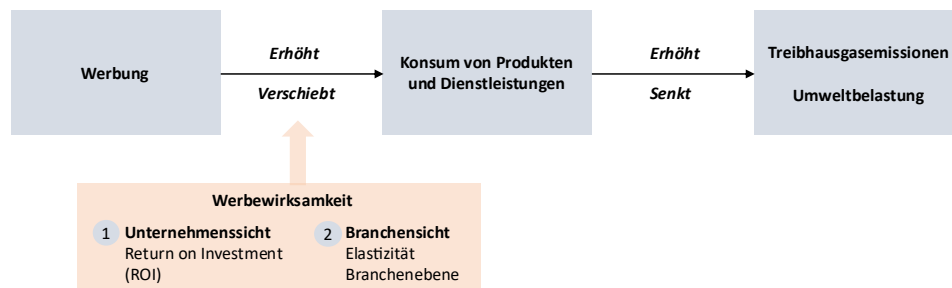 Werbung
Erhöht
Verschiebt
Konsum von Produkten
und Dienstleistungen
Erhöht
Senkt
Treibhausgasemissionen
Umweltbelastung
Werbewirksamkeit
1 Unternehmenssicht
Return on Investment
(ROI)
2 Branchensicht
Elastizität
Branchenebene